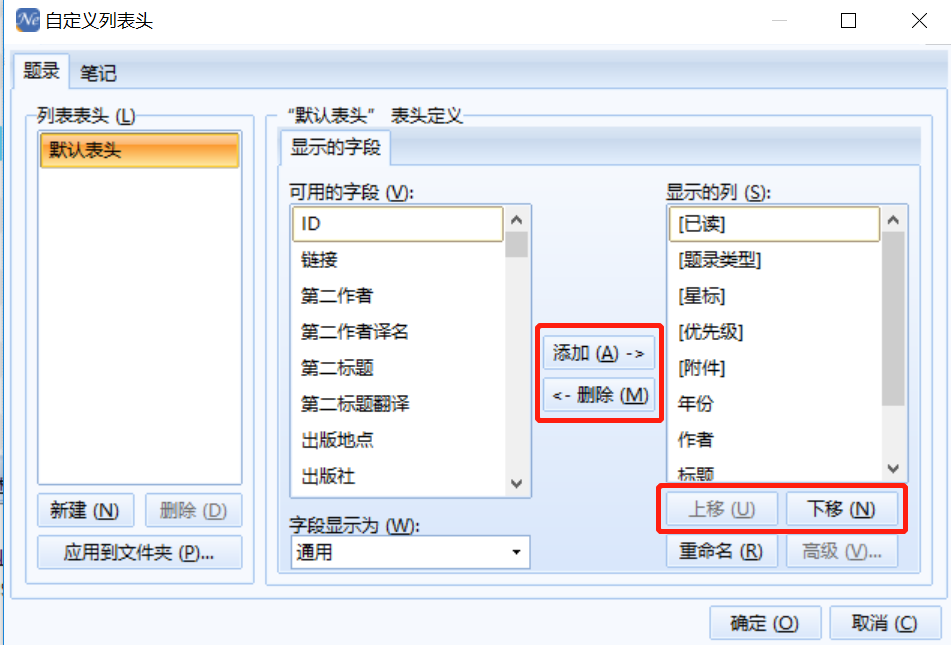 Ne 自定义列表头
题录 笔记
列表表头 (L)
默认表头
新建 (N) 删除 (D)
应用到文件夹 (P)...
“默认表头” 表头定义
显示的字段
可用的字段 (V):
ID
链接
第二作者
第二作者译名
第二标题
第二标题翻译
出版地点
出版社
字段显示为 (W):
通用
添加 (A) ->
<- 删除 (M)
显示的列 (S):
[已读]
[题录类型]
[星标]
[优先级]
[附件]
年份
作者
标题
上移 (U) 下移 (N)
重命名 (R) 高级 (V)...
确定 (O) 取消 (C)